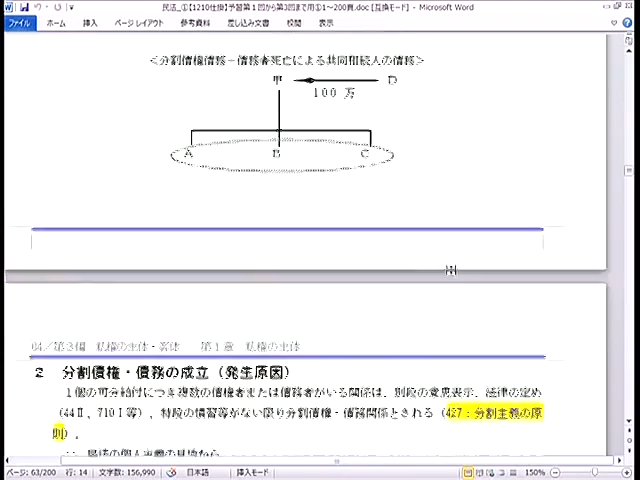 民法_①【1210仕掛】予習第１回から第3回まで用①1～200頁.doc [互換モード] - Microsoft Word
ファイル ホーム 挿入 ページ レイアウト 参考資料 差し込み文書 校閲 表示
＜分割債権債務－債務者死亡による共同相続人の債務＞
甲 D
100 万
A B C
64／第３編 私権の主体・客体 第１章 私権の主体
２ 分割債権・債務の成立（発生原因）
１個の可分給付につき複数の債権者または債務者がいる関係は、別段の意思表示、法律の定め
（44Ⅱ、710Ⅰ等）、特段の慣習等がない限り分割債権・債務関係とされる（427：分割主義の原
則）。
ページ: 63/200 行: 14 文字数: 156,990 日本語 挿入モード 150%